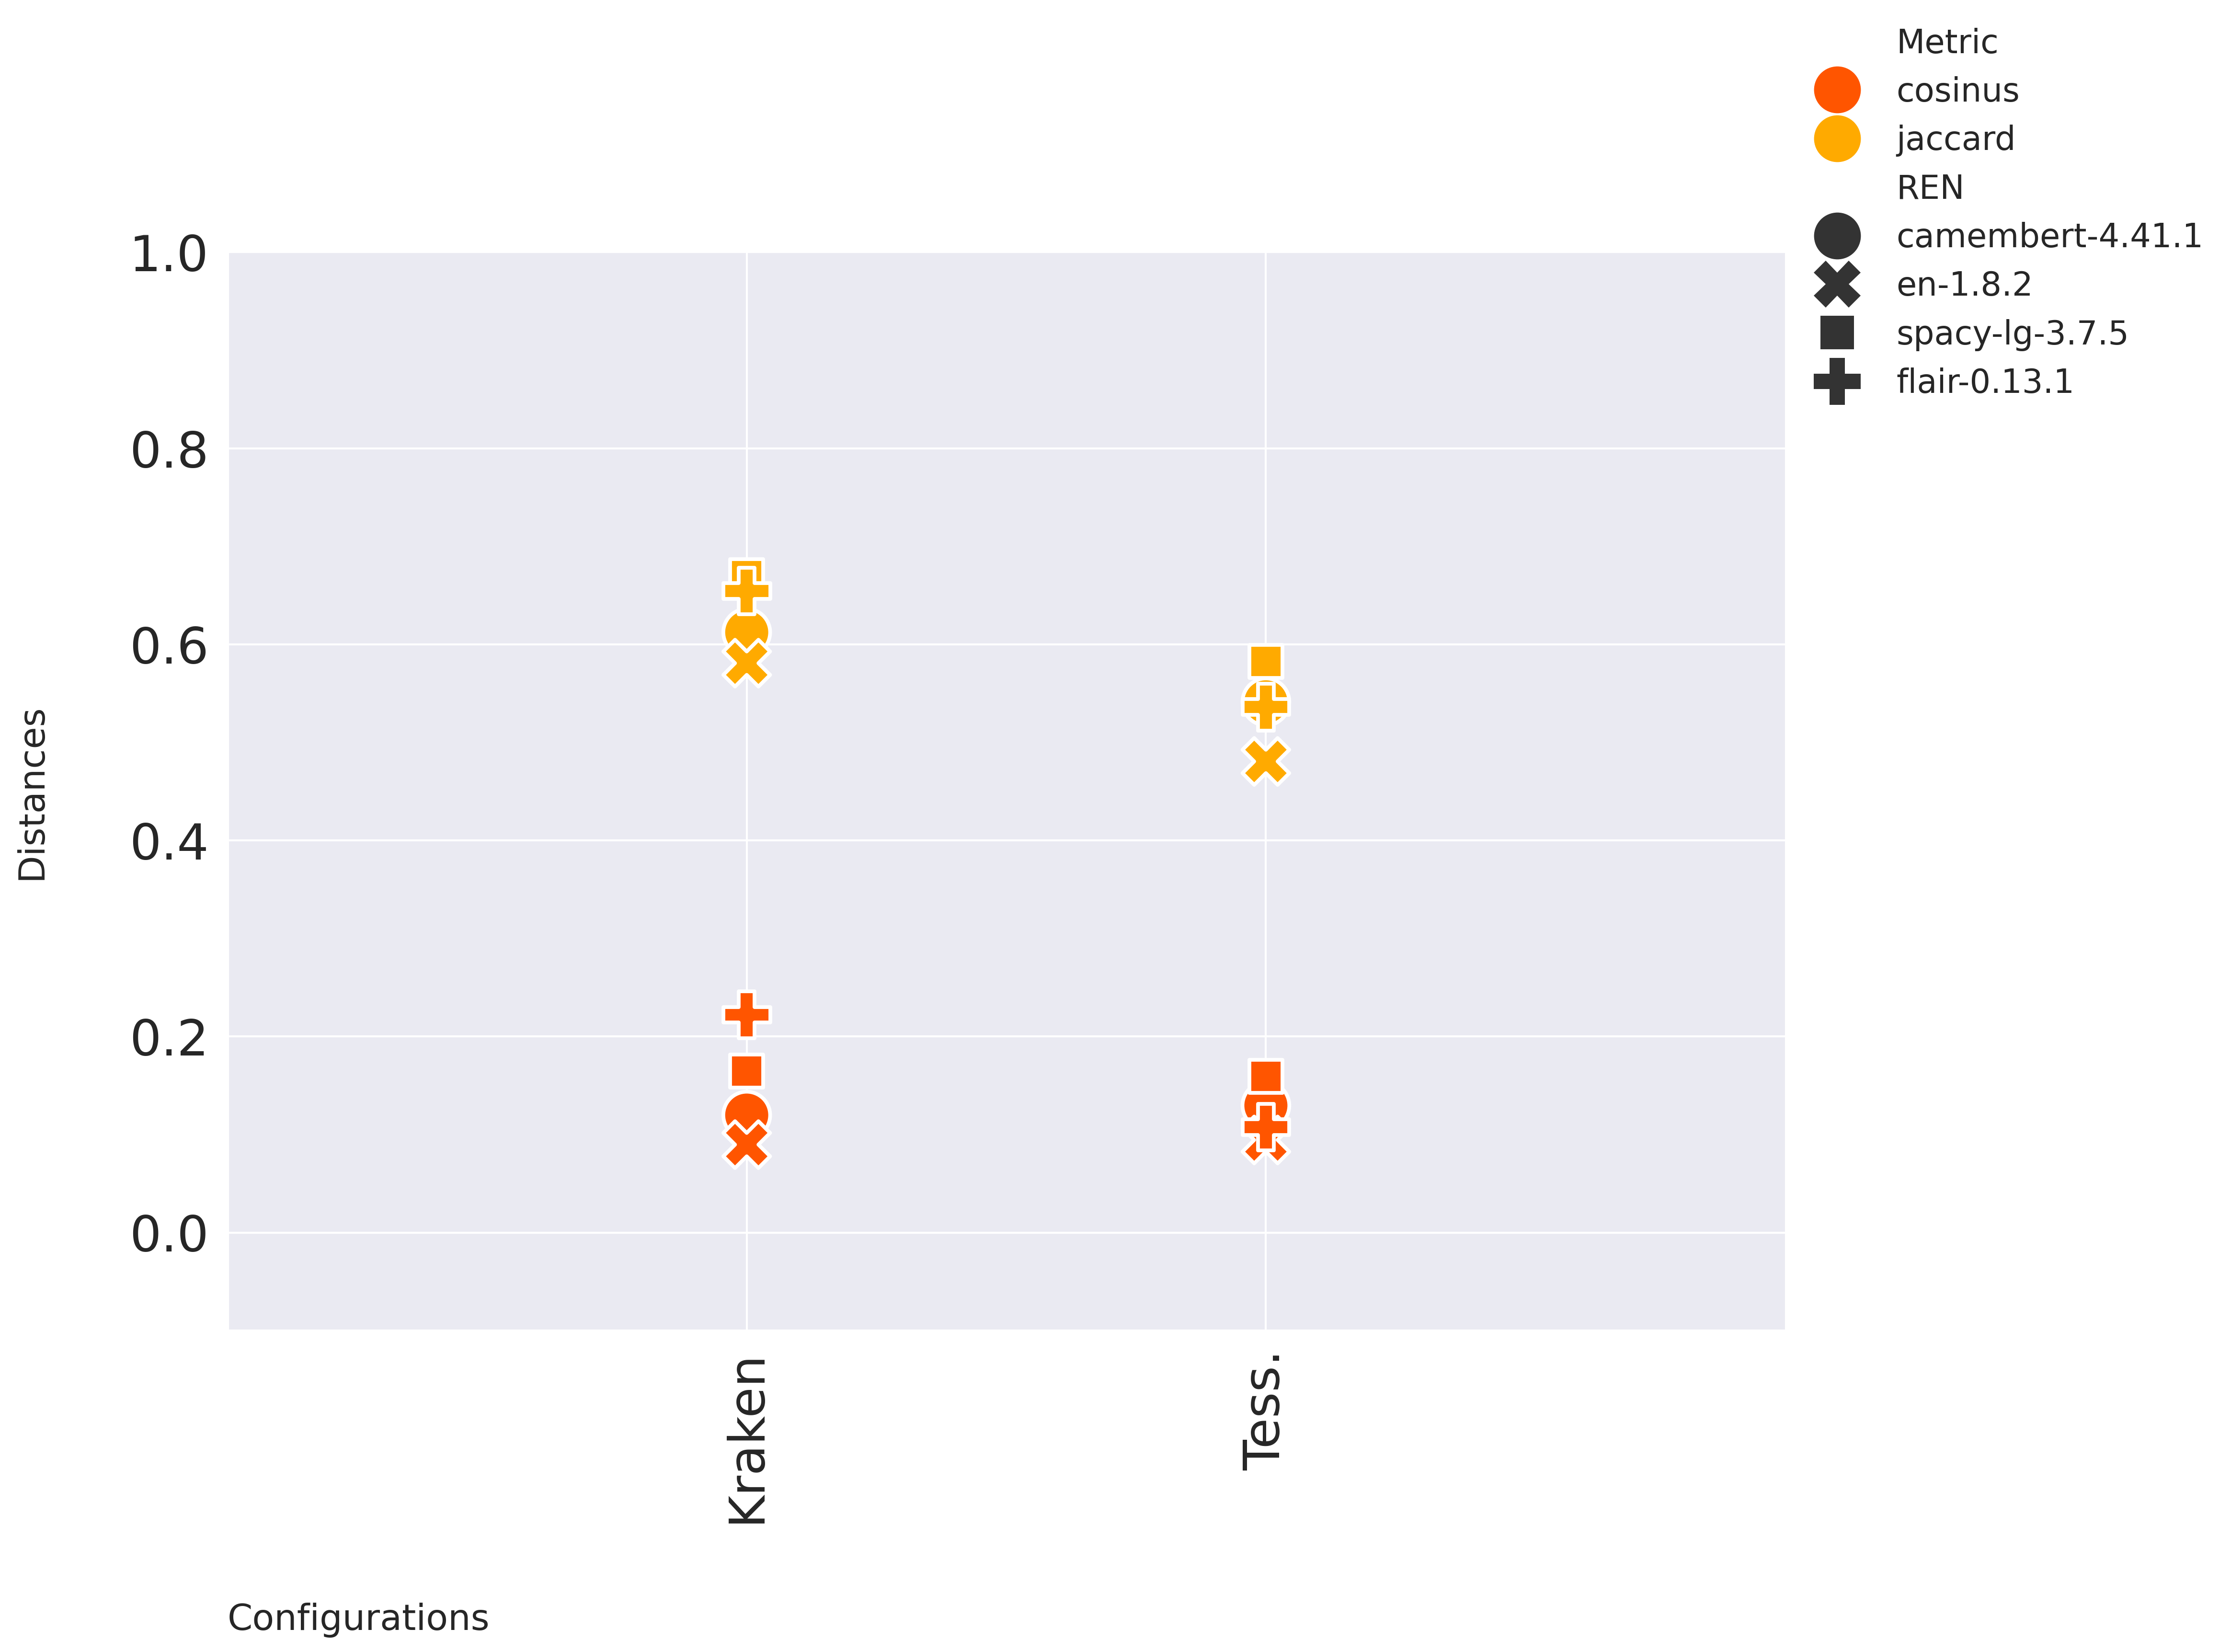 Metric
cosinus
jaccard
REN
camembert-4.41.1
en-1.8.2
spacy-lg-3.7.5
flair-0.13.1
1.0
0.8
0.6
0.4
0.2
0.0
Distances
Kraken
Tess.
Configurations